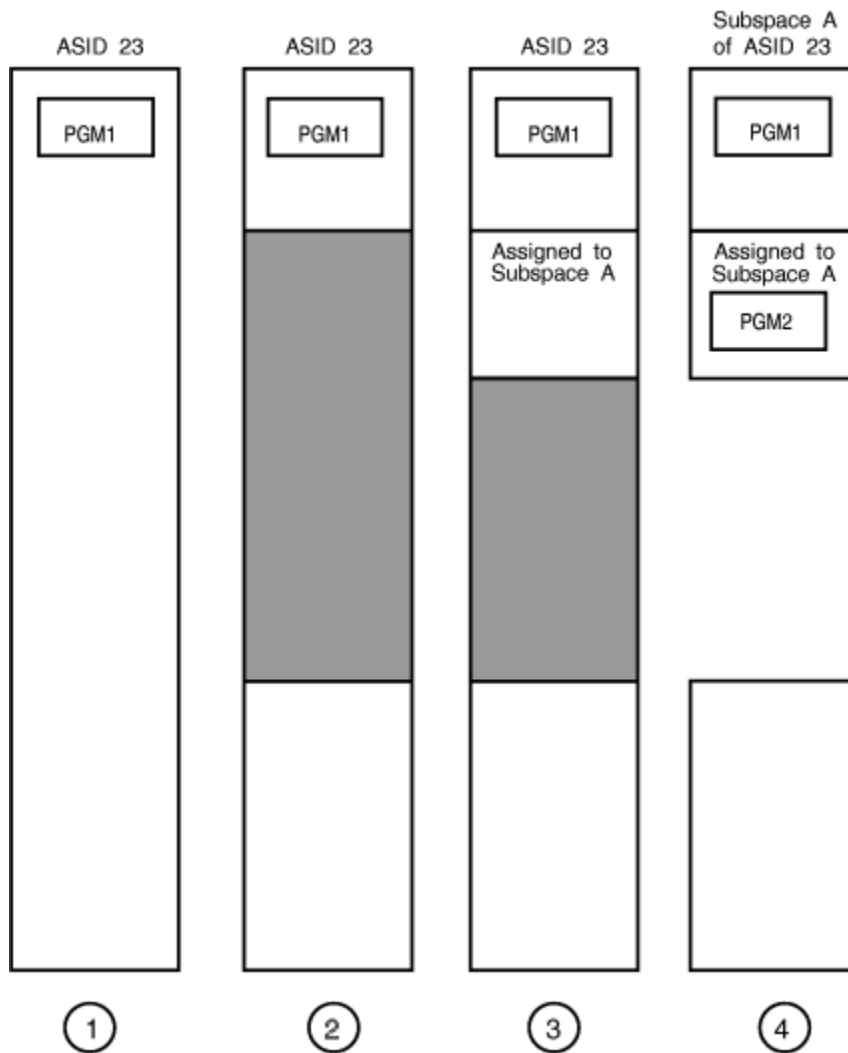 ASID 23
ASID 23
ASID 23
Subspace A
of ASID 23
PGM1
PGM1
PGM1
PGM1
Assigned to
Subspace A
Assigned to
Subspace A
PGM2
1
2
3
4